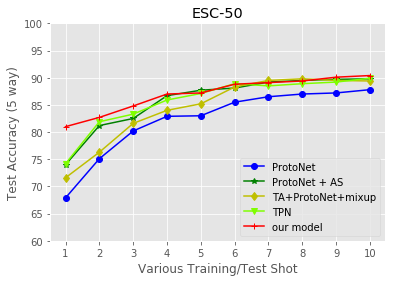 ESC-50
Test Accuracy (5 way)
100
95
90
85
80
75
70
65
60
ProtoNet
ProtoNet + AS
TA+ProtoNet+mixup
TPN
our model
1 2 3 4 5 6 7 8 9 10
Various Training/Test Shot